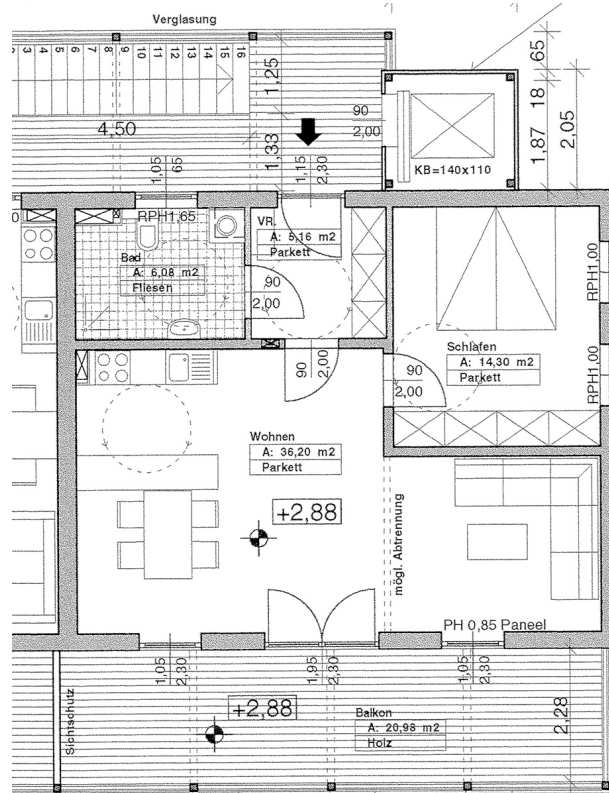 Verglasung
5 6 7 8 9 10 11 12 13 14 15 16
4,50
1,25
1,33
90
2,00
KB=140x110
65
18
1,87
2,05
1,05
65
1,15
2,30
RPH1,65
VR.
A: 5,16 m2
Parkett
Bad
A: 6,08 m2
Fliesen
90
2,00
RPH1,00
Schlafen
A: 14,30 m2
Parkett
RPH1,00
90
2,00
90
2,00
Wohnen
A: 36,20 m2
Parkett
+2,88
mögl. Abtrennung
PH 0,85 Paneel
1,05
2,30
1,95
2,30
1,05
2,30
Sichtschutz
+2,88
Balkon
A: 20,98 m2
Holz
2,28